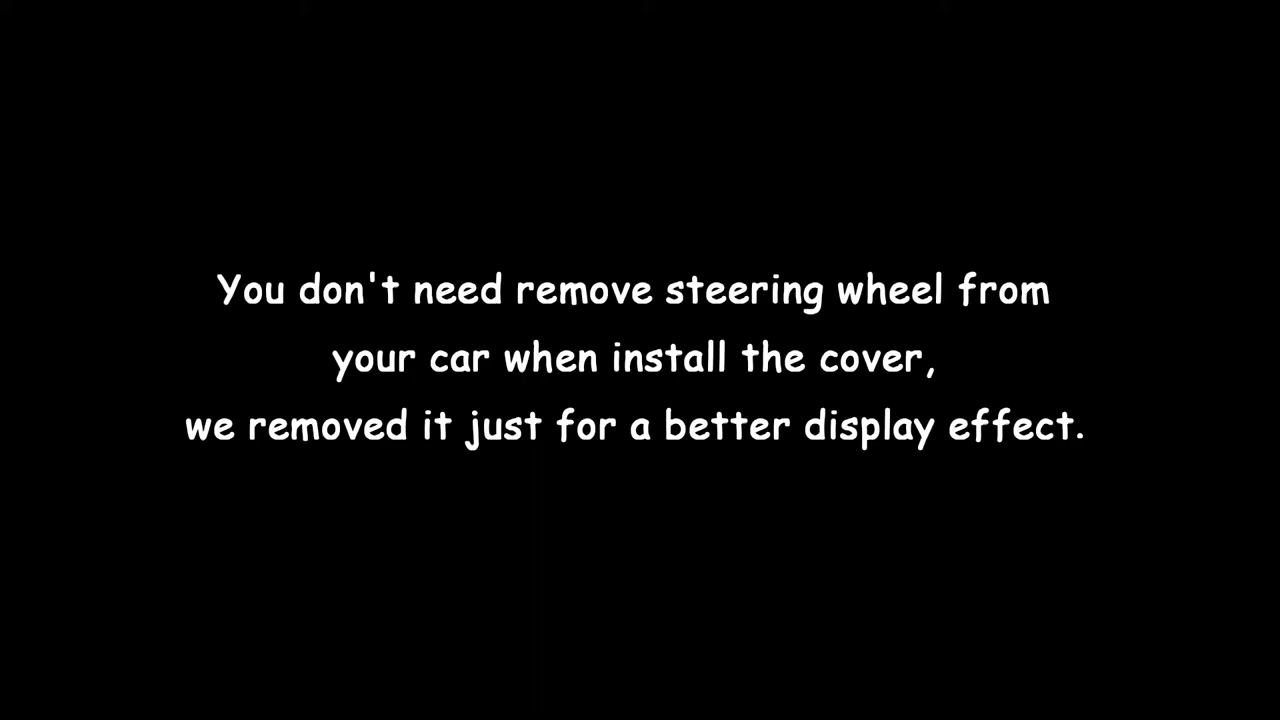 You don't need remove steering wheel from
your car when install the cover,
we removed it just for a better display effect.